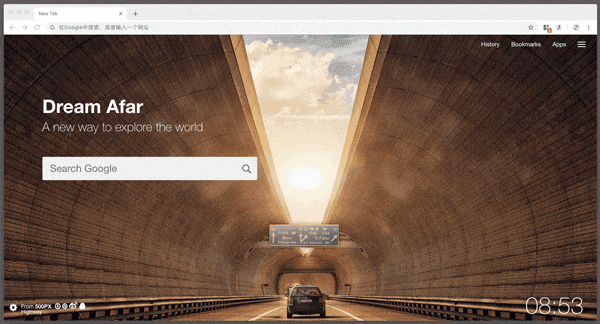 New Tab
在Google中搜索，或者输入一个网址
History
Bookmarks
Apps
Dream Afar
A new way to explore the world
Search Google
From 500PX
Highway
08:53